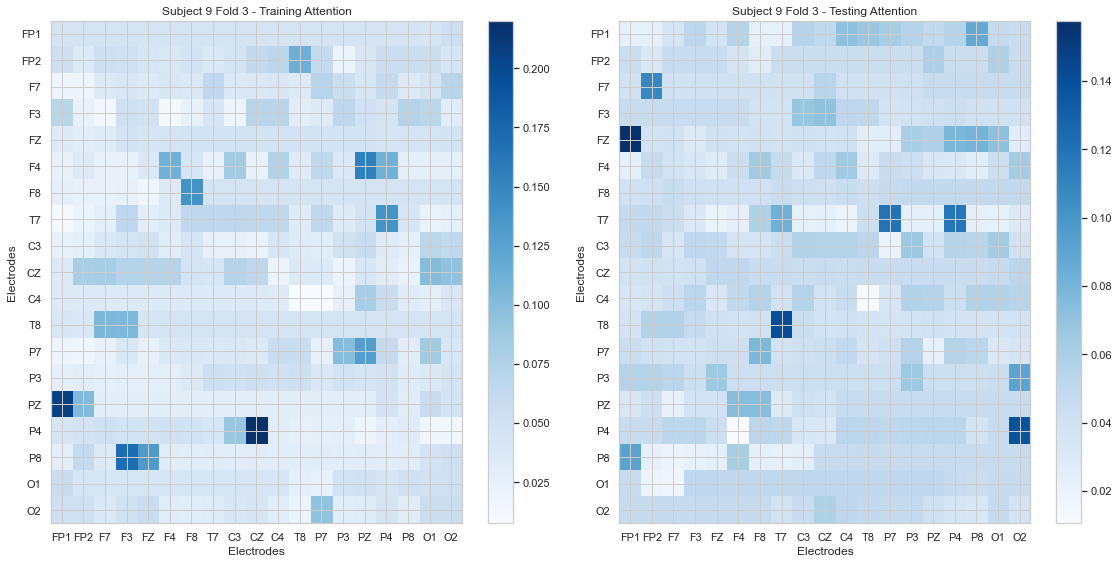 Subject 9 Fold 3 - Training Attention
FP1
FP2
F7
F3
FZ
F4
F8
T7
C3
CZ
C4
T8
P7
P3
PZ
P4
P8
O1
O2
Electrodes
FP1 FP2 F7 F3 FZ F4 F8 T7 C3 CZ C4 T8 P7 P3 PZ P4 P8 O1 O2
Electrodes
0.200
0.175
0.150
0.125
0.100
0.075
0.050
0.025
Subject 9 Fold 3 - Testing Attention
FP1
FP2
F7
F3
FZ
F4
F8
T7
C3
CZ
C4
T8
P7
P3
PZ
P4
P8
O1
O2
Electrodes
FP1 FP2 F7 F3 FZ F4 F8 T7 C3 CZ C4 T8 P7 P3 PZ P4 P8 O1 O2
Electrodes
0.14
0.12
0.10
0.08
0.06
0.04
0.02